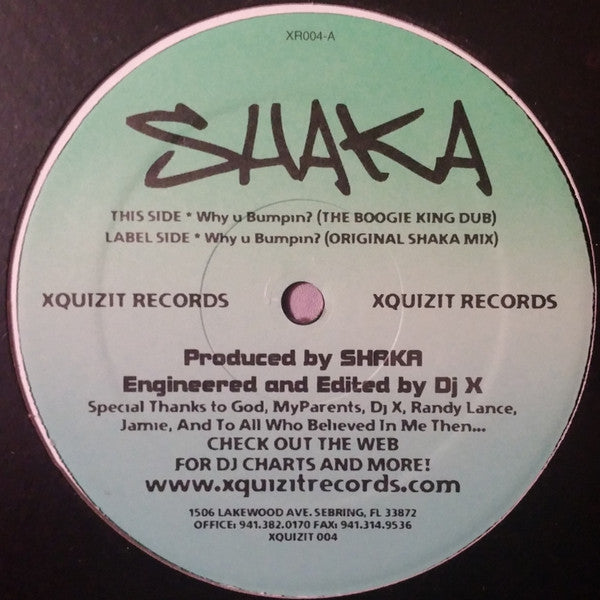 XR004-A
SHAKA
THIS SIDE * Why u Bumpin? (THE BOOGIE KING DUB)
LABEL SIDE * Why u Bumpin? (ORIGINAL SHAKA MIX)
XQUIZIT RECORDS XQUIZIT RECORDS
Produced by SHAKA
Engineered and Edited by Dj X
Special Thanks to God, MyParents, Dj X, Randy Lance,
Jamie, And To All Who Believed In Me Then...
CHECK OUT THE WEB
FOR DJ CHARTS AND MORE!
www.xquizitrecords.com
1506 LAKEWOOD AVE. SEBRING, FL 33872
OFFICE: 941.382.0170 FAX: 941.314.9536
XQUIZIT 004